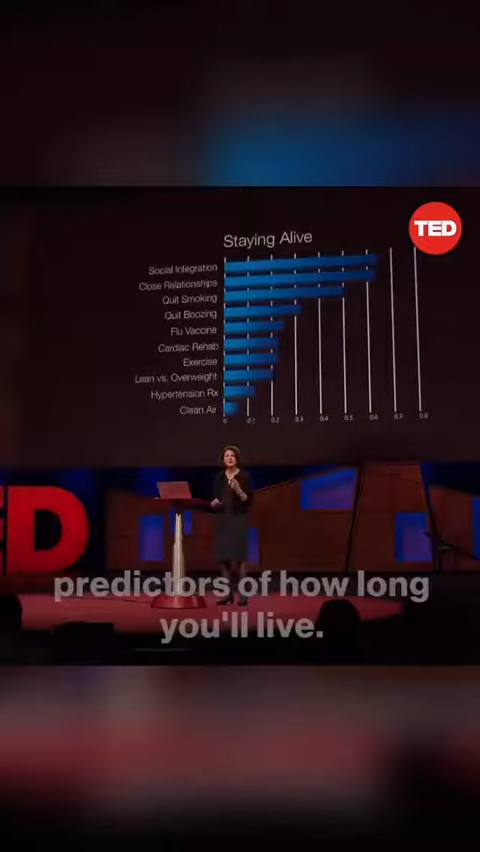 TED
Staying Alive
Social Integration
Close Relationships
Quit Smoking
Quit Boozing
Flu Vaccine
Cardiac Rehab
Exercise
Lean vs. Overweight
Hypertension Rx
Clean Air
0 0.1 0.2 0.3 0.4 0.5 0.6 0.7 0.8
ED
predictors of how long
you'll live.